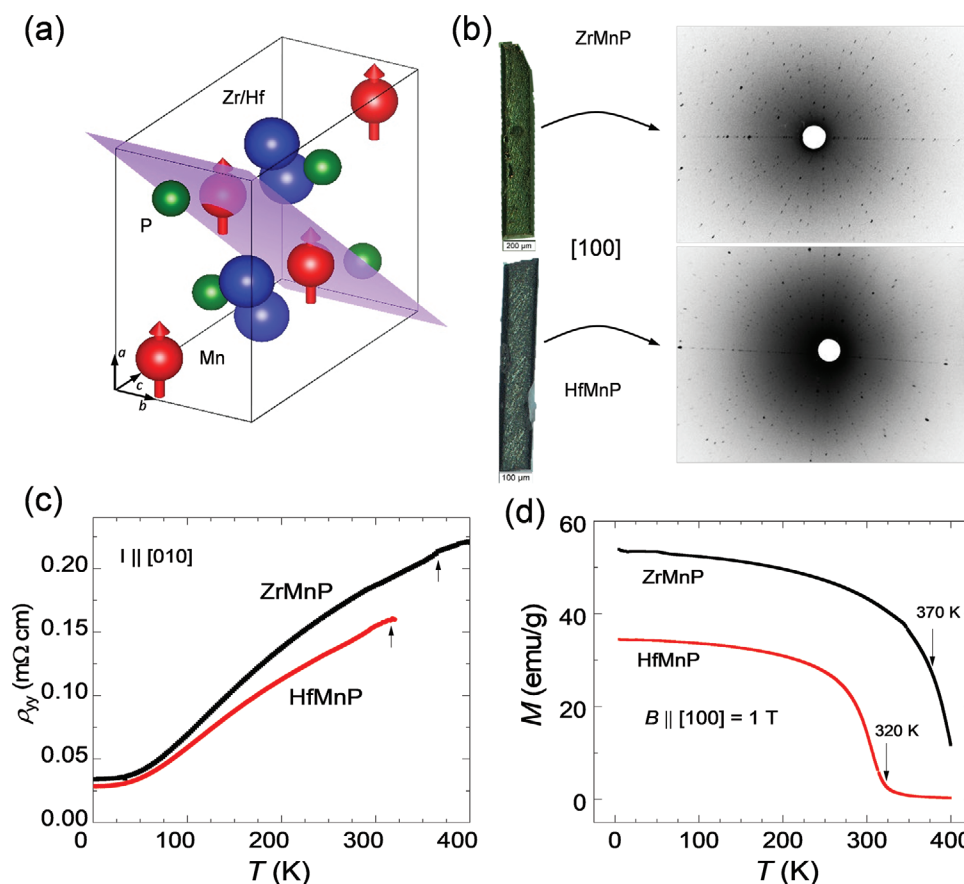 (a)
Zr/Hf
P
Mn
a
c
b
(b)
ZrMnP
200 μm
[100]
HfMnP
100 μm
(c)
I || [010]
ZrMnP
HfMnP
0.20
0.15
0.10
0.05
0.00
ρyy (mΩ cm)
0
100
200
300
400
T (K)
(d)
60
40
20
0
M (emu/g)
ZrMnP
370 K
HfMnP
B || [100] = 1 T
320 K
0
100
200
300
400
T (K)